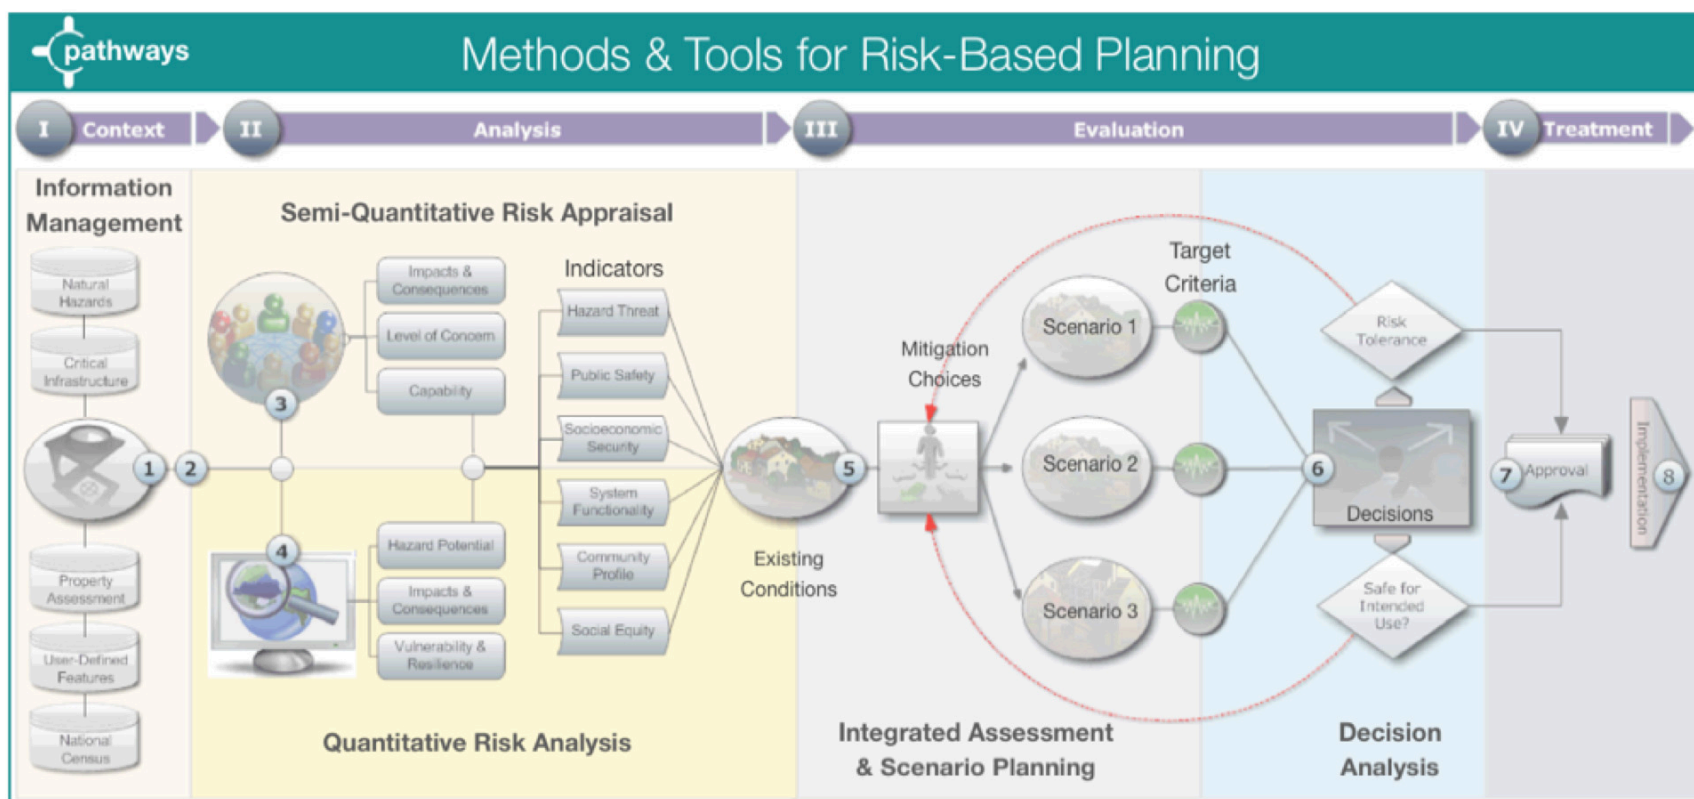 pathways
Methods & Tools for Risk-Based Planning
I
Context
II
Analysis
III
Evaluation
IV
Treatment
Information
Management
Natural
Hazards
Critical
Infrastructure
1
2
Property
Assessment
User-Defined
Features
National
Census
Semi-Quantitative Risk Appraisal
3
Impacts &
Consequences
Level of Concern
Capability
4
Hazard Potential
Impacts &
Consequences
Vulnerability &
Resilience
Quantitative Risk Analysis
Indicators
Hazard Threat
Public Safety
Socioeconomic
Security
System
Functionality
Community
Profile
Social Equity
5
Existing
Conditions
Mitigation
Choices
Scenario 1
Scenario 2
Scenario 3
Target
Criteria
Integrated Assessment
& Scenario Planning
Risk
Tolerance
6
Decisions
Safe for
Intended
Use?
Decision
Analysis
7
Approval
Implementation
8